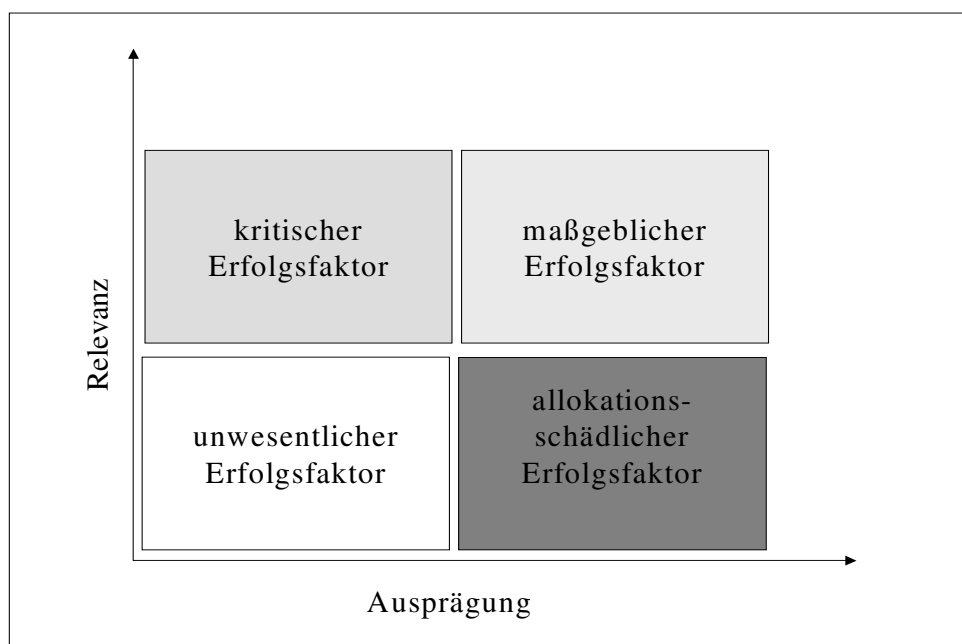 kritischer
Erfolgsfaktor
maßgeblicher
Erfolgsfaktor
Relevanz
unwesentlicher
Erfolgsfaktor
allokations-
schädlicher
Erfolgsfaktor
Ausprägung